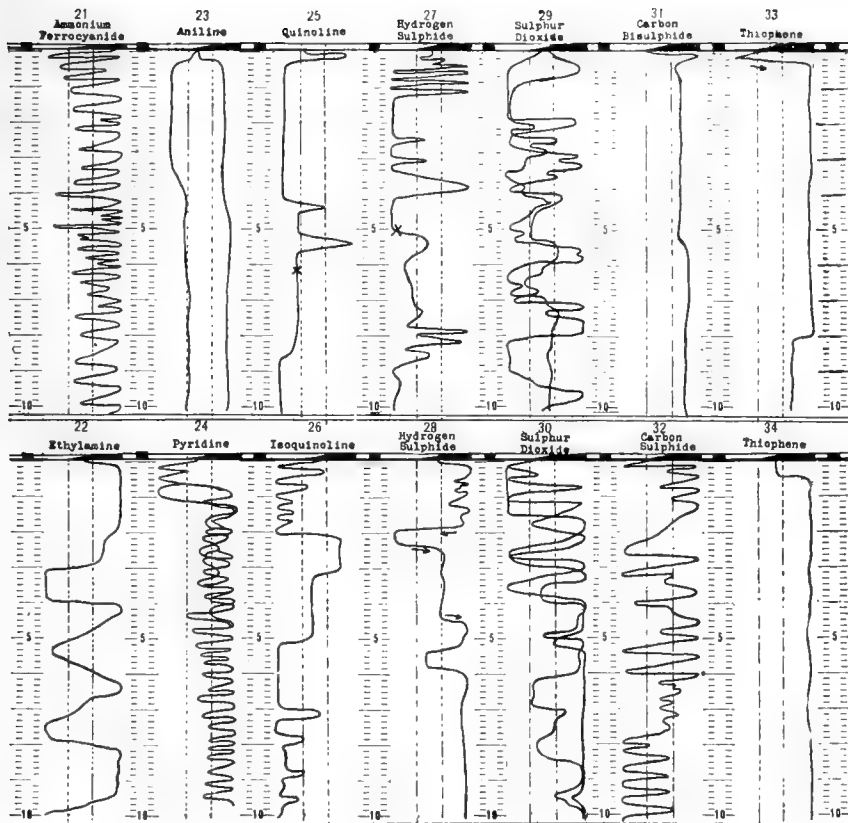 21 23 25 27 29 31 33
Ammonium Ferrocyanide
Aniline
Quinoline
Hydrogen Sulphide
Sulphur Dioxide
Carbon Bisulphide
Thiophene
5 5 5 5 5 5
10 10 10 10 10 10 10
22 24 26 28 30 32 34
Ethylamine
Pyridine
Isoquinoline
Hydrogen Sulphide
Sulphur Dioxide
Carbon Sulphide
Thiophene
5 5 5 5 5 5 5
10 10 10 10 10 10 10